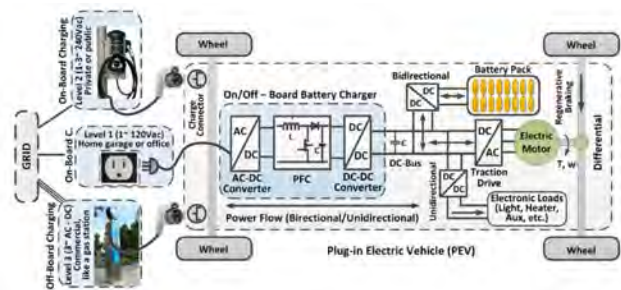 On-Board Charging
Level 2 (1-3~ 240Vac)
Private or public
GRID
On-Board C.
Level 1 (1~ 120Vac)
Home garage or office
Off-Board Charging
Level 3 (3~ AC - DC)
Commercial,
like a gas station
Wheel
Wheel
Charge
Connector
On/Off – Board Battery Charger
AC
DC
AC-DC
Converter
L
C
PFC
DC
DC
DC-DC
Converter
Power Flow (Birectional/Unidirectional)
C
DC-Bus
Bidirectional
DC
DC
Battery Pack
Unidirectional
DC
DC
Electronic Loads
(Light, Heater,
Aux, etc.)
DC
AC
Traction
Drive
Electric
Motor
T, w
Regenerative
Braking
Differential
Wheel
Wheel
Plug-in Electric Vehicle (PEV)